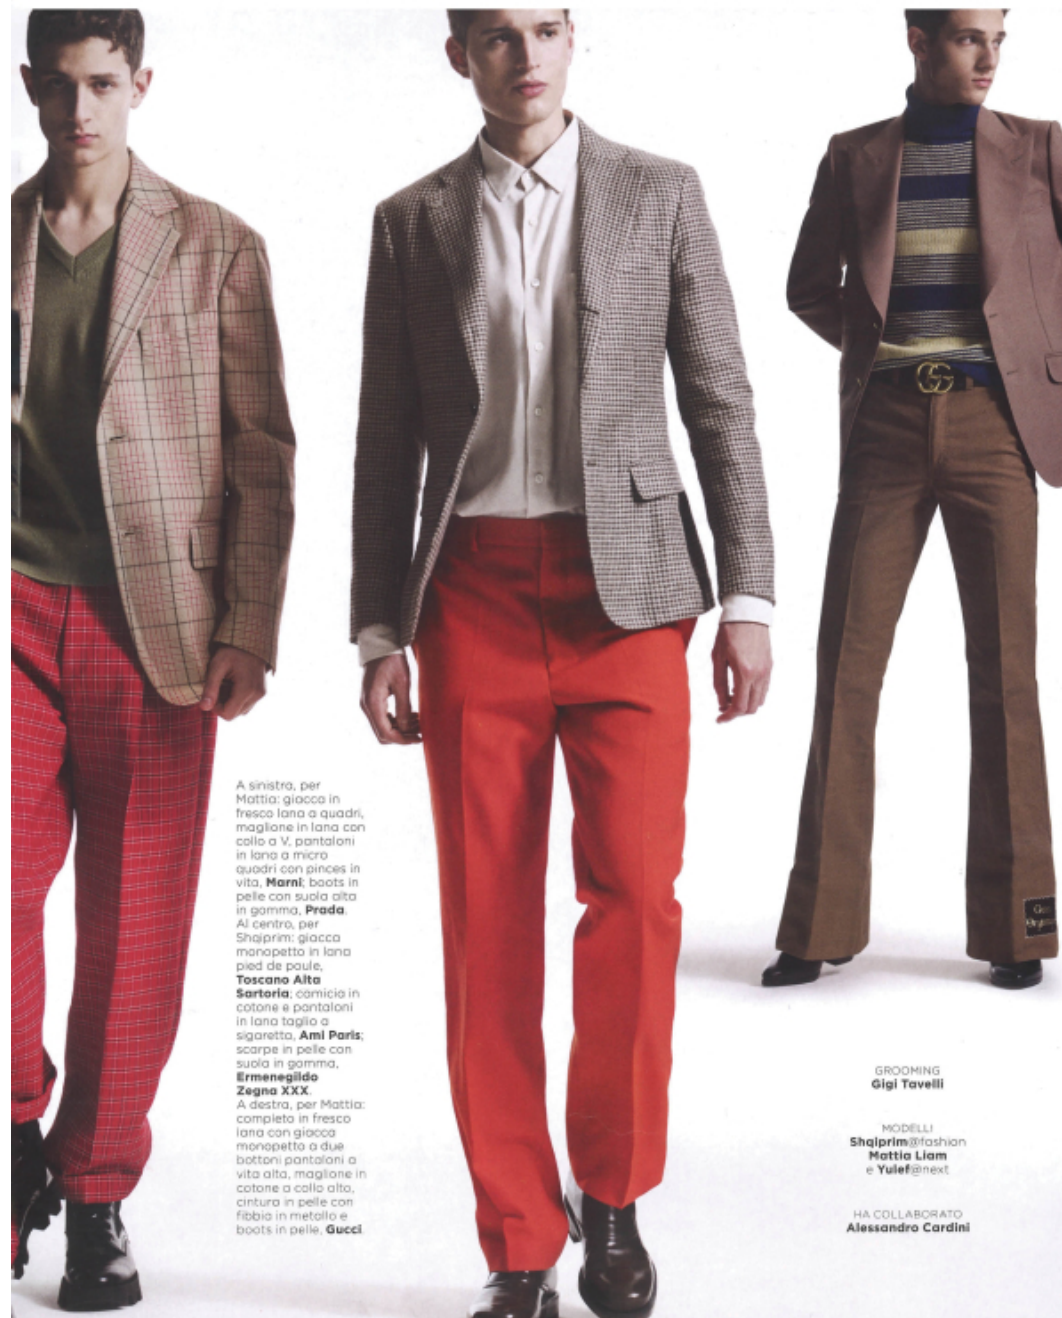 A sinistra, per
Mattia: giacca in
fresco lana a quadri,
maglione in lana con
collo a V, pantaloni
in lana a micro
quadri con pinces in
vita, Marni; boots in
pelle con suola alta
in gomma, Prada.
Al centro, per
Shqiprim: giacca
monopetto in lana
pied de poule,
Toscano Alta
Sartoria; camicia in
cotone e pantaloni
in lana taglio a
sigaretta, Ami Paris;
scarpe in pelle con
suola in gomma,
Ermenegildo
Zegna XXX.
A destra, per Mattia:
completo in fresco
lana con giacca
monopetto a due
bottoni pantaloni a
vita alta, maglione in
cotone a collo alto,
cintura in pelle con
fibbia in metallo e
boots in pelle, Gucci.
GROOMING
Gigi Tavelli
MODELLI
Shqiprim@fashion
Mattia Liam
e Yulef@next
HA COLLABORATO
Alessandro Cardini